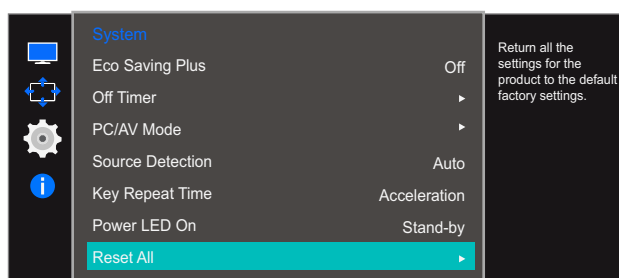 System
Eco Saving Plus Off
Off Timer
PC/AV Mode
Source Detection Auto
Key Repeat Time Acceleration
Power LED On Stand-by
Reset All
Return all the
settings for the
product to the default
factory settings.